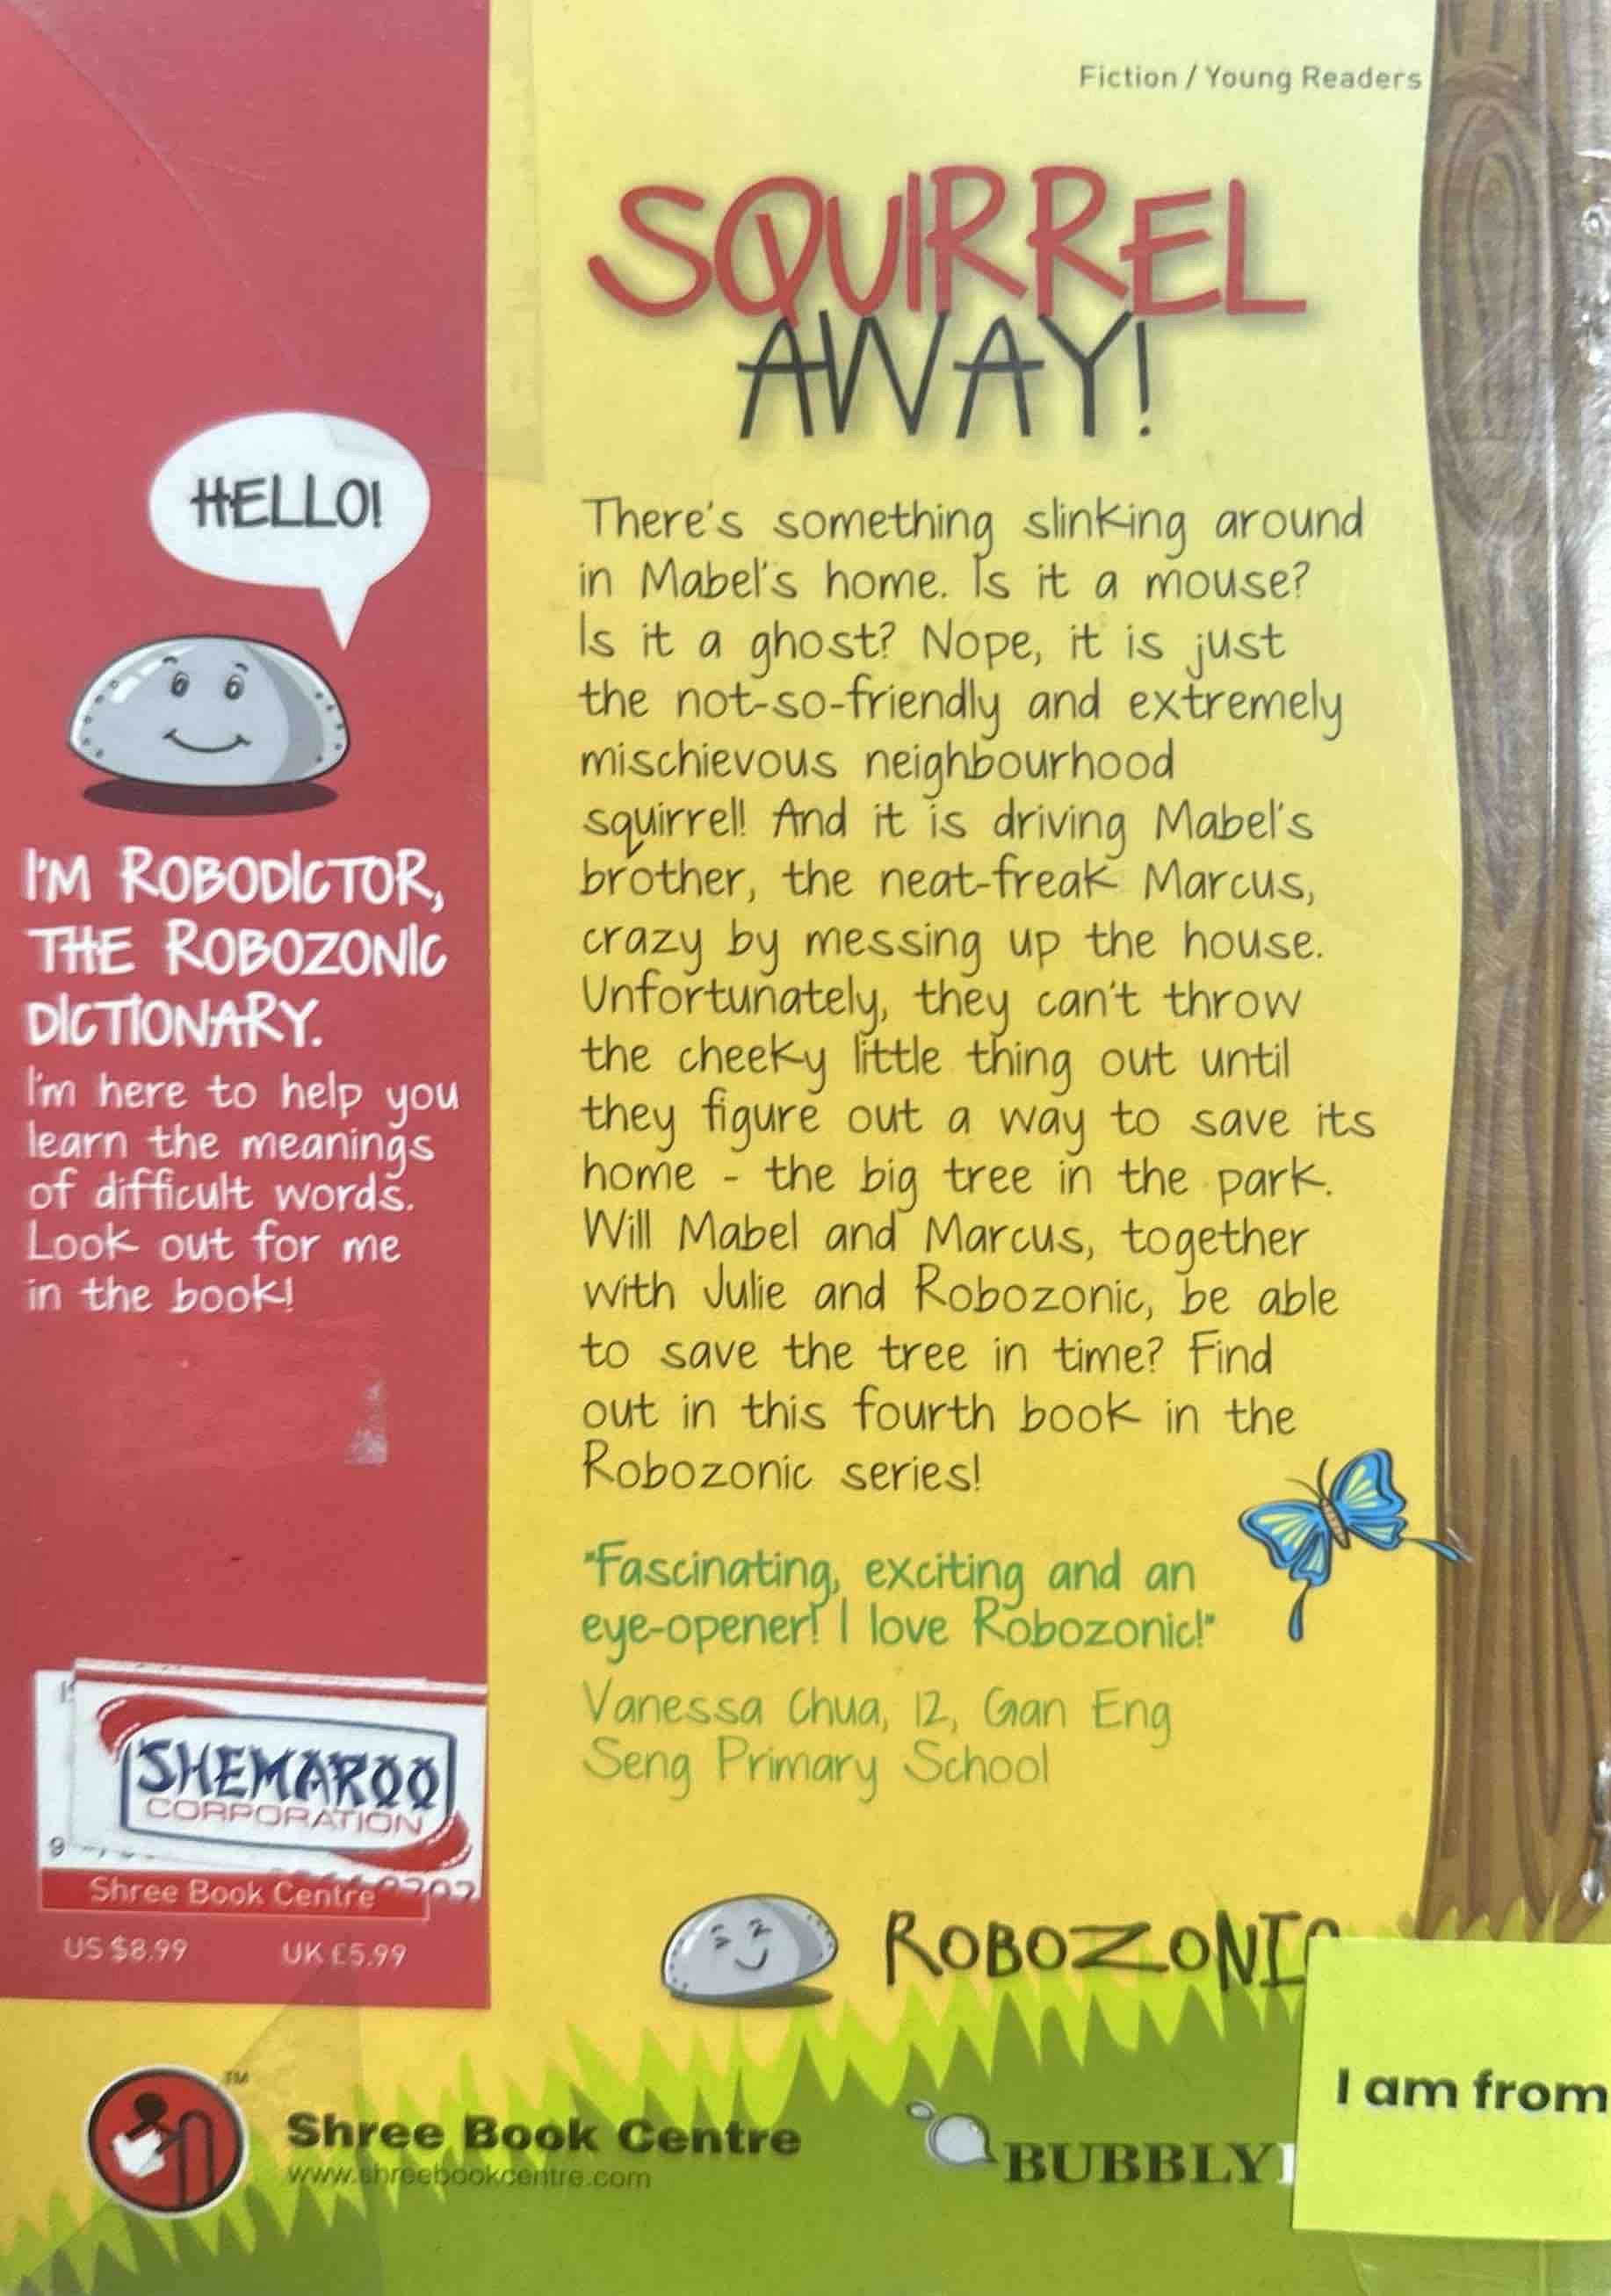 Fiction / Young Readers
SQUIRREL
AWAY!
HELLO!
I'M ROBODICTOR,
THE ROBOZONIC
DICTIONARY.
I'm here to help you
learn the meanings
of difficult words.
Look out for me
in the book!
There's something slinking around
in Mabel's home. Is it a mouse?
Is it a ghost? Nope, it is just
the not-so-friendly and extremely
mischievous neighbourhood
squirrel! And it is driving Mabel's
brother, the neat-freak Marcus,
crazy by messing up the house.
Unfortunately, they can't throw
the cheeky little thing out until
they figure out a way to save its
home - the big tree in the park.
Will Mabel and Marcus, together
with Julie and Robozonic, be able
to save the tree in time? Find
out in this fourth book in the
Robozonic series!
"Fascinating, exciting and an
eye-opener! I love Robozonic!"
Vanessa Chua, 12, Gan Eng
Seng Primary School
SHEMAROO
CORPORATION
9
Shree Book Centre
US $8.99 UK £5.99
ROBOZONI
Shree Book Centre
TM
www.shreebookcentre.com
BUBBLY
I am from